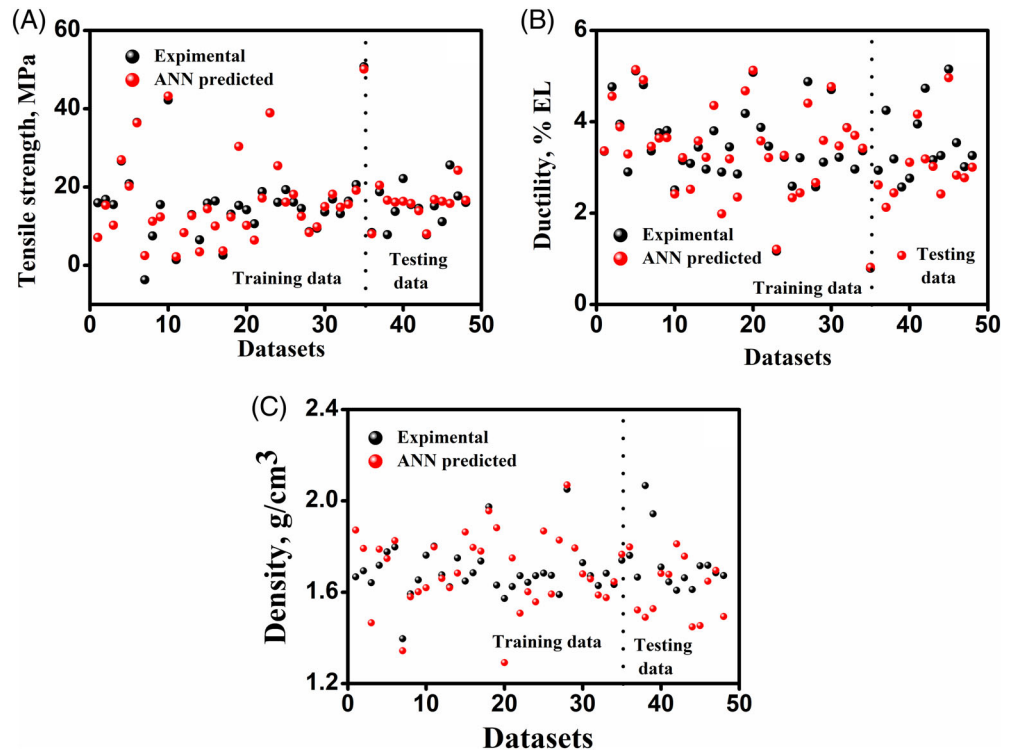 (A)
60
40
20
0
Tensile strength, MPa
Expimental
ANN predicted
Training data
Testing
data
0 10 20 30 40 50
Datasets
(B)
6
4
2
0
Ductility, % EL
Expimental
ANN predicted
Training data
Testing
data
0 10 20 30 40 50
Datasets
(C)
2.4
2.0
1.6
1.2
Density, g/cm³
Expimental
ANN predicted
Training data
Testing
data
0 10 20 30 40 50
Datasets